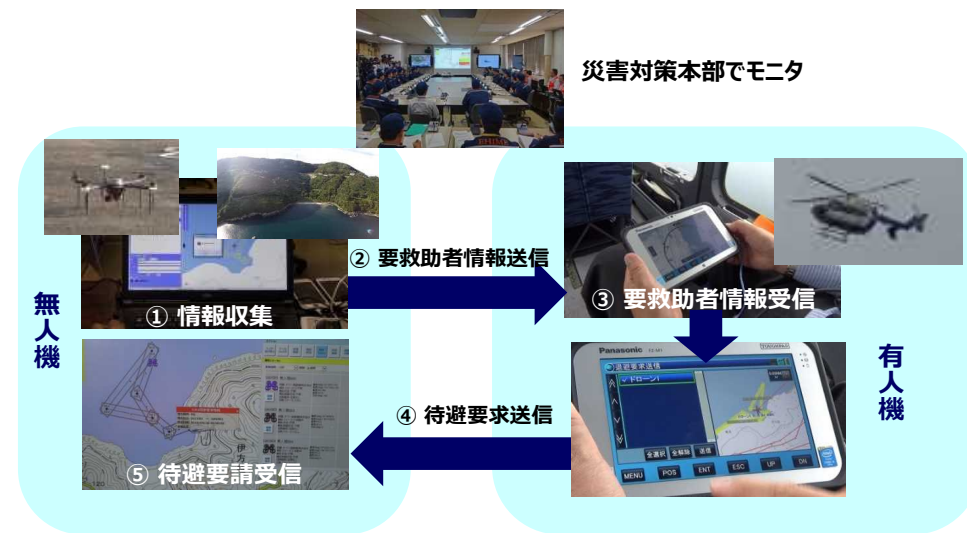 災害対策本部でモニタ
EHIME
無人機
① 情報収集
② 要救助者情報送信
③ 要救助者情報受信
有人機
Panasonic
TOUGHPAD
退避要求送信
ドローン1
全選択 全解除 送信
MENU POS ENT ESC UP DN
④ 待避要求送信
伊方
⑤ 待避要請受信